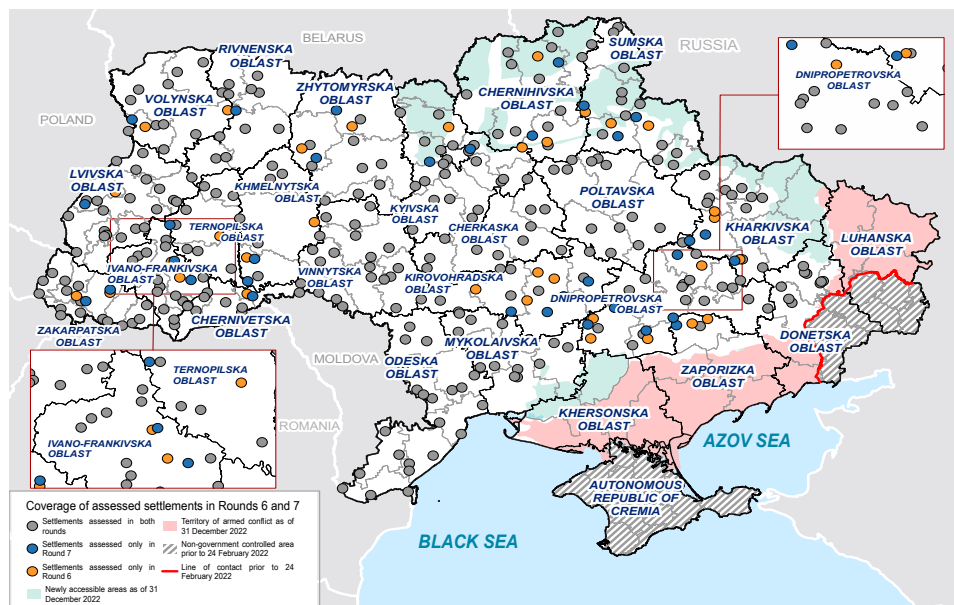 BELARUS
RUSSIA
POLAND
MOLDOVA
ROMANIA
RIVNENSKA
OBLAST
VOLYNSKA
OBLAST
ZHYTOMYRSKA
OBLAST
CHERNIHIVSKA
OBLAST
SUMSKA
OBLAST
DNIPROPETROVSKA
OBLAST
LVIVSKA
OBLAST
KHMELNYTSKA
OBLAST
TERNOPILSKA
OBLAST
KYIVSKA
OBLAST
CHERKASKA
OBLAST
POLTAVSKA
OBLAST
KHARKIVSKA
OBLAST
LUHANSKA
OBLAST
IVANO-FRANKIVSKA
OBLAST
VINNYTSKA
OBLAST
KIROVOHRADSKA
OBLAST
DNIPROPETROVSKA
OBLAST
DONETSKA
OBLAST
ZAKARPATSKA
OBLAST
CHERNIVETSKA
OBLAST
ODESKA
OBLAST
MYKOLAIVSKA
OBLAST
ZAPORIZKA
OBLAST
KHERSONSKA
OBLAST
TERNOPILSKA
OBLAST
IVANO-FRANKIVSKA
OBLAST
AZOV SEA
BLACK SEA
AUTONOMOUS
REPUBLIC OF
CREMIA
Coverage of assessed settlements in Rounds 6 and 7
Settlements assessed in both
rounds
Settlements assessed only in
Round 7
Settlements assessed only in
Round 6
Newly accessible areas as of 31
December 2022
Territory of armed conflict as of
31 December 2022
Non-government controlled area
prior to 24 February 2022
Line of contact prior to 24
February 2022